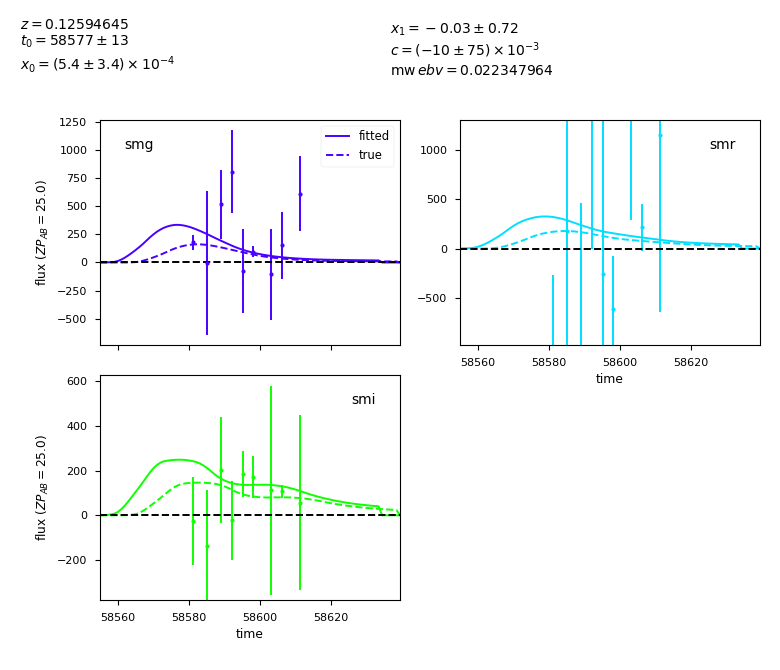 z = 0.12594645
t₀ = 58577 ± 13
x₀ = (5.4 ± 3.4) × 10⁻⁴
x₁ = −0.03 ± 0.72
c = (−10 ± 75) × 10⁻³
mw ebv = 0.022347964
smg
fitted
true
1250
1000
750
500
250
0
−250
−500
flux (ZP_AB = 25.0)
smr
1000
500
0
−500
58560 58580 58600 58620
time
smi
600
400
200
0
−200
flux (ZP_AB = 25.0)
58560 58580 58600 58620
time